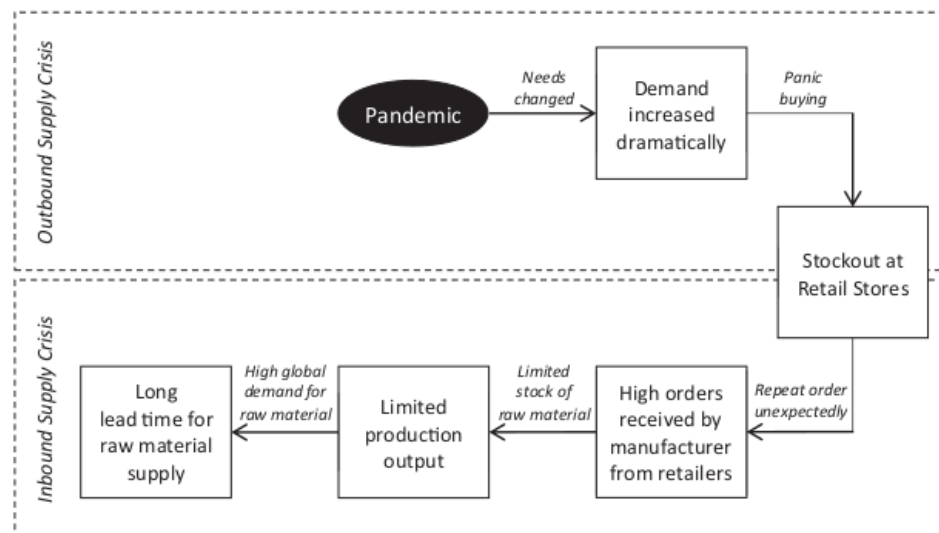 Outbound Supply Crisis
Pandemic
Needs
changed
Demand
increased
dramatically
Panic
buying
Stockout at
Retail Stores
Inbound Supply Crisis
Repeat order
unexpectedly
High orders
received by
manufacturer
from retailers
Limited
stock of
raw material
Limited
production
output
High global
demand for
raw material
Long
lead time for
raw material
supply